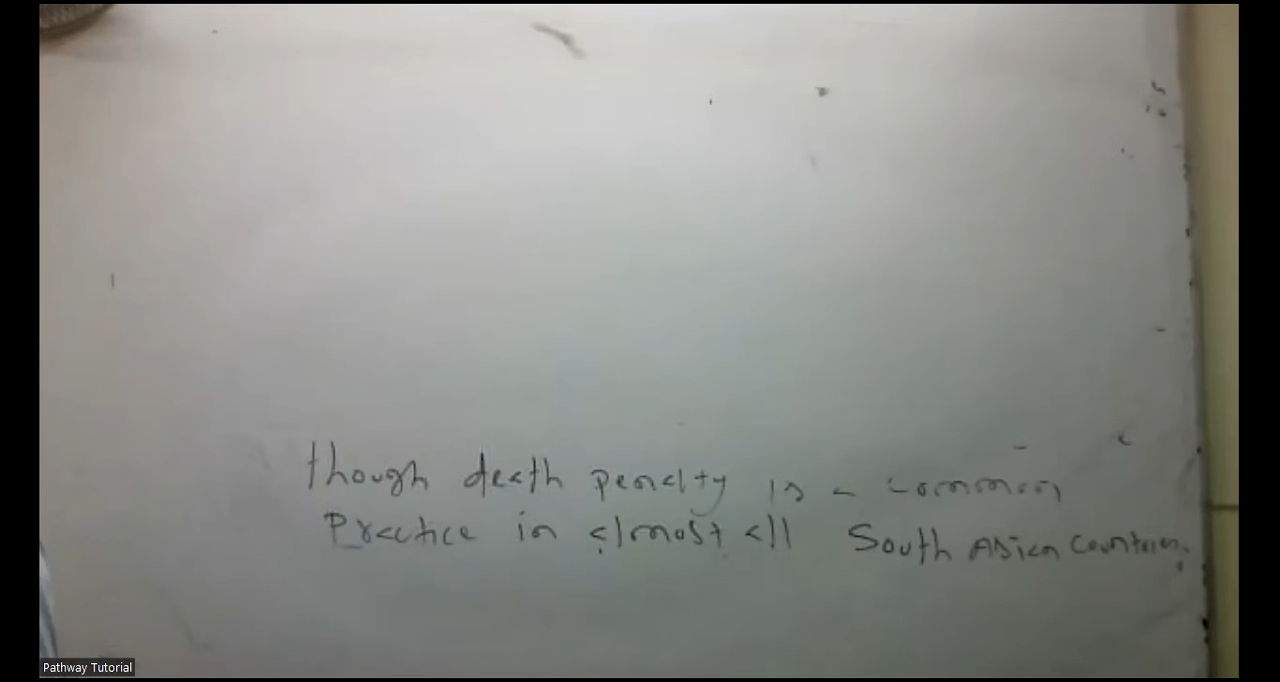 though death penalty is a common
Practice in almost all South Asian Countries,
Pathway Tutorial